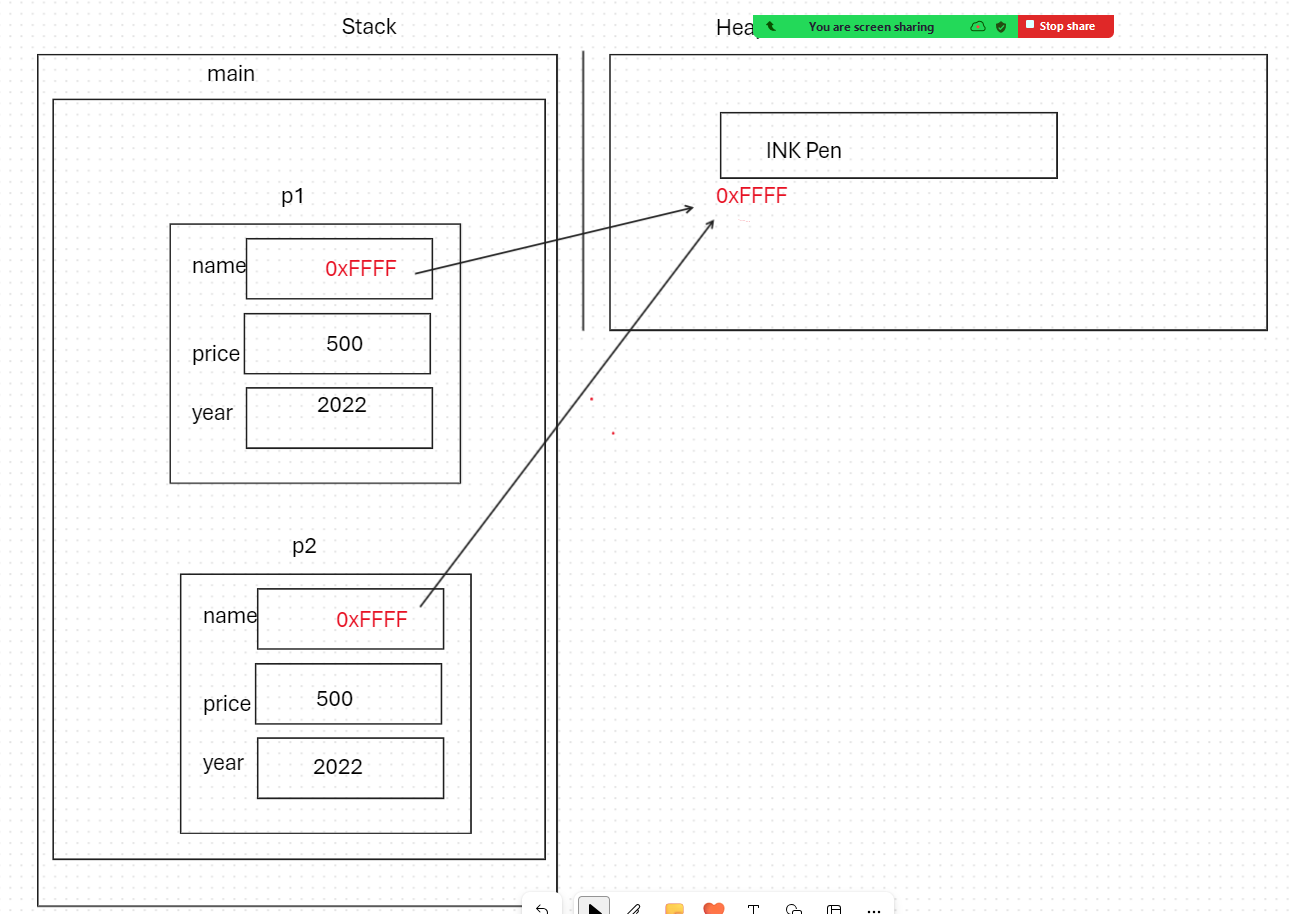 Stack
Hea
You are screen sharing
Stop share
main
INK Pen
0xFFFF
p1
name
0xFFFF
price
500
year
2022
p2
name
0xFFFF
price
500
year
2022
T